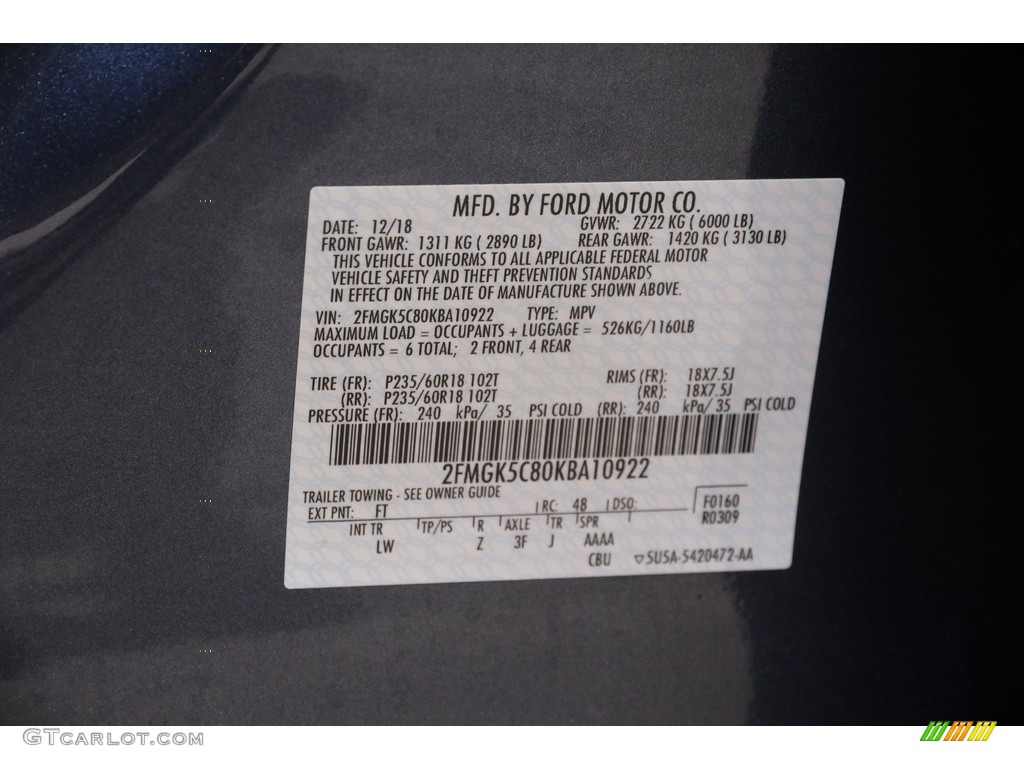 MFD. BY FORD MOTOR CO.
DATE: 12/18 GVWR: 2722 KG ( 6000 LB)
FRONT GAWR: 1311 KG ( 2890 LB) REAR GAWR: 1420 KG ( 3130 LB)
THIS VEHICLE CONFORMS TO ALL APPLICABLE FEDERAL MOTOR
VEHICLE SAFETY AND THEFT PREVENTION STANDARDS
IN EFFECT ON THE DATE OF MANUFACTURE SHOWN ABOVE.
VIN: 2FMGK5C80KBA10922 TYPE: MPV
MAXIMUM LOAD = OCCUPANTS + LUGGAGE = 526KG/1160LB
OCCUPANTS = 6 TOTAL; 2 FRONT, 4 REAR
TIRE (FR): P235/60R18 102T RIMS (FR): 18X7.5J
(RR): P235/60R18 102T (RR): 18X7.5J
PRESSURE (FR): 240 kPa/ 35 PSI COLD (RR): 240 kPa/ 35 PSI COLD
2FMGK5C80KBA10922
TRAILER TOWING - SEE OWNER GUIDE
EXT PNT: FT RC: 48 DSO: F0160
INT TR TP/PS R AXLE TR SPR R0309
LW Z 3F J AAAA
CBU ▽5U5A-5420472-AA
GTcarlot.com